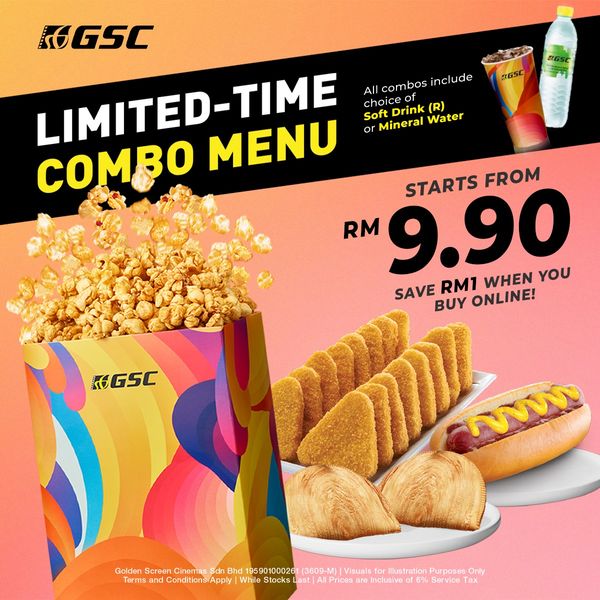 GSC
LIMITED-TIME
COMBO MENU
All combos include
choice of
Soft Drink (R)
or Mineral Water
GSC
GSC
STARTS FROM
RM 9.90
SAVE RM1 WHEN YOU
BUY ONLINE!
GSC
Golden Screen Cinemas Sdn Bhd 195901000261 (3609-M) | Visuals for Illustration Purposes Only
Terms and Conditions Apply | While Stocks Last | All Prices are Inclusive of 6% Service Tax